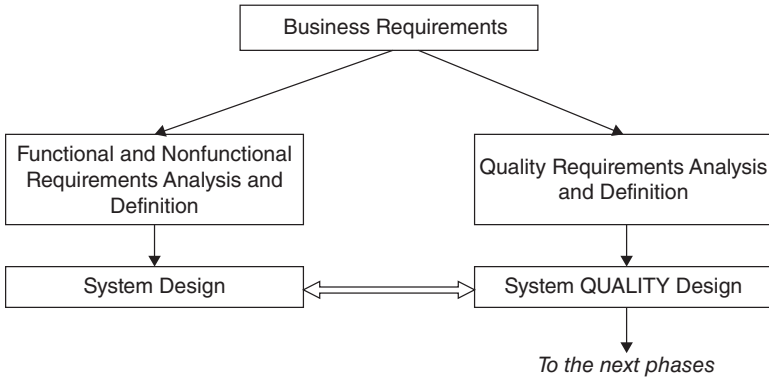 Business Requirements
Functional and Nonfunctional
Requirements Analysis and
Definition
Quality Requirements Analysis
and Definition
System Design
System QUALITY Design
To the next phases